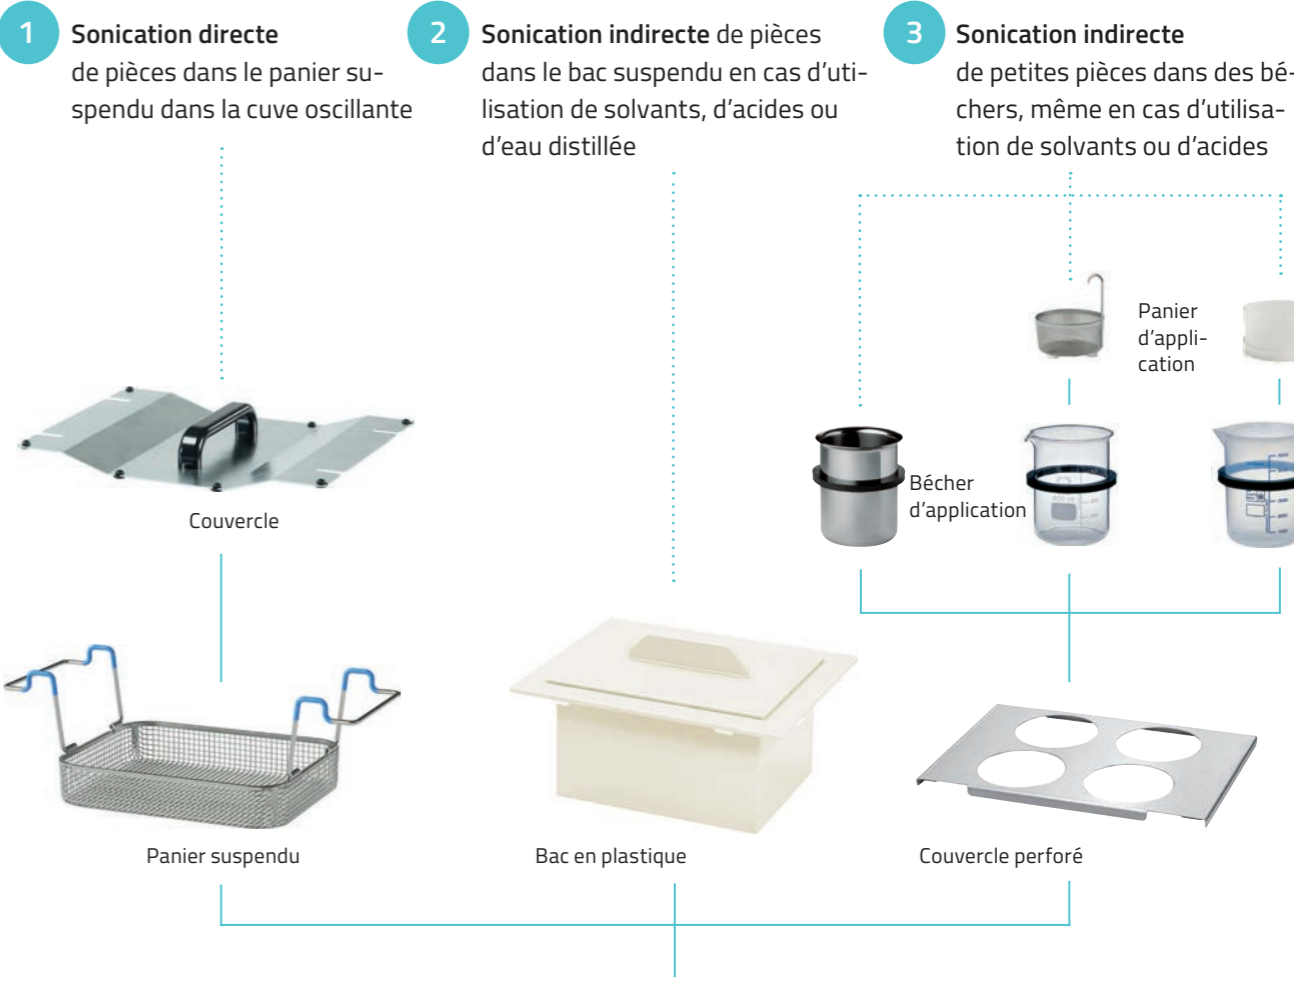 1
Sonication directe
de pièces dans le panier su-
spendu dans la cuve oscillante
2
Sonication indirecte de pièces
dans le bac suspendu en cas d’uti-
lisation de solvants, d’acides ou
d’eau distillée
3
Sonication indirecte
de petites pièces dans des bé-
chers, même en cas d’utilisa-
tion de solvants ou d’acides
Panier
d’appli-
cation
Bécher
d’application
Couvercle
Panier suspendu
Bac en plastique
Couvercle perforé